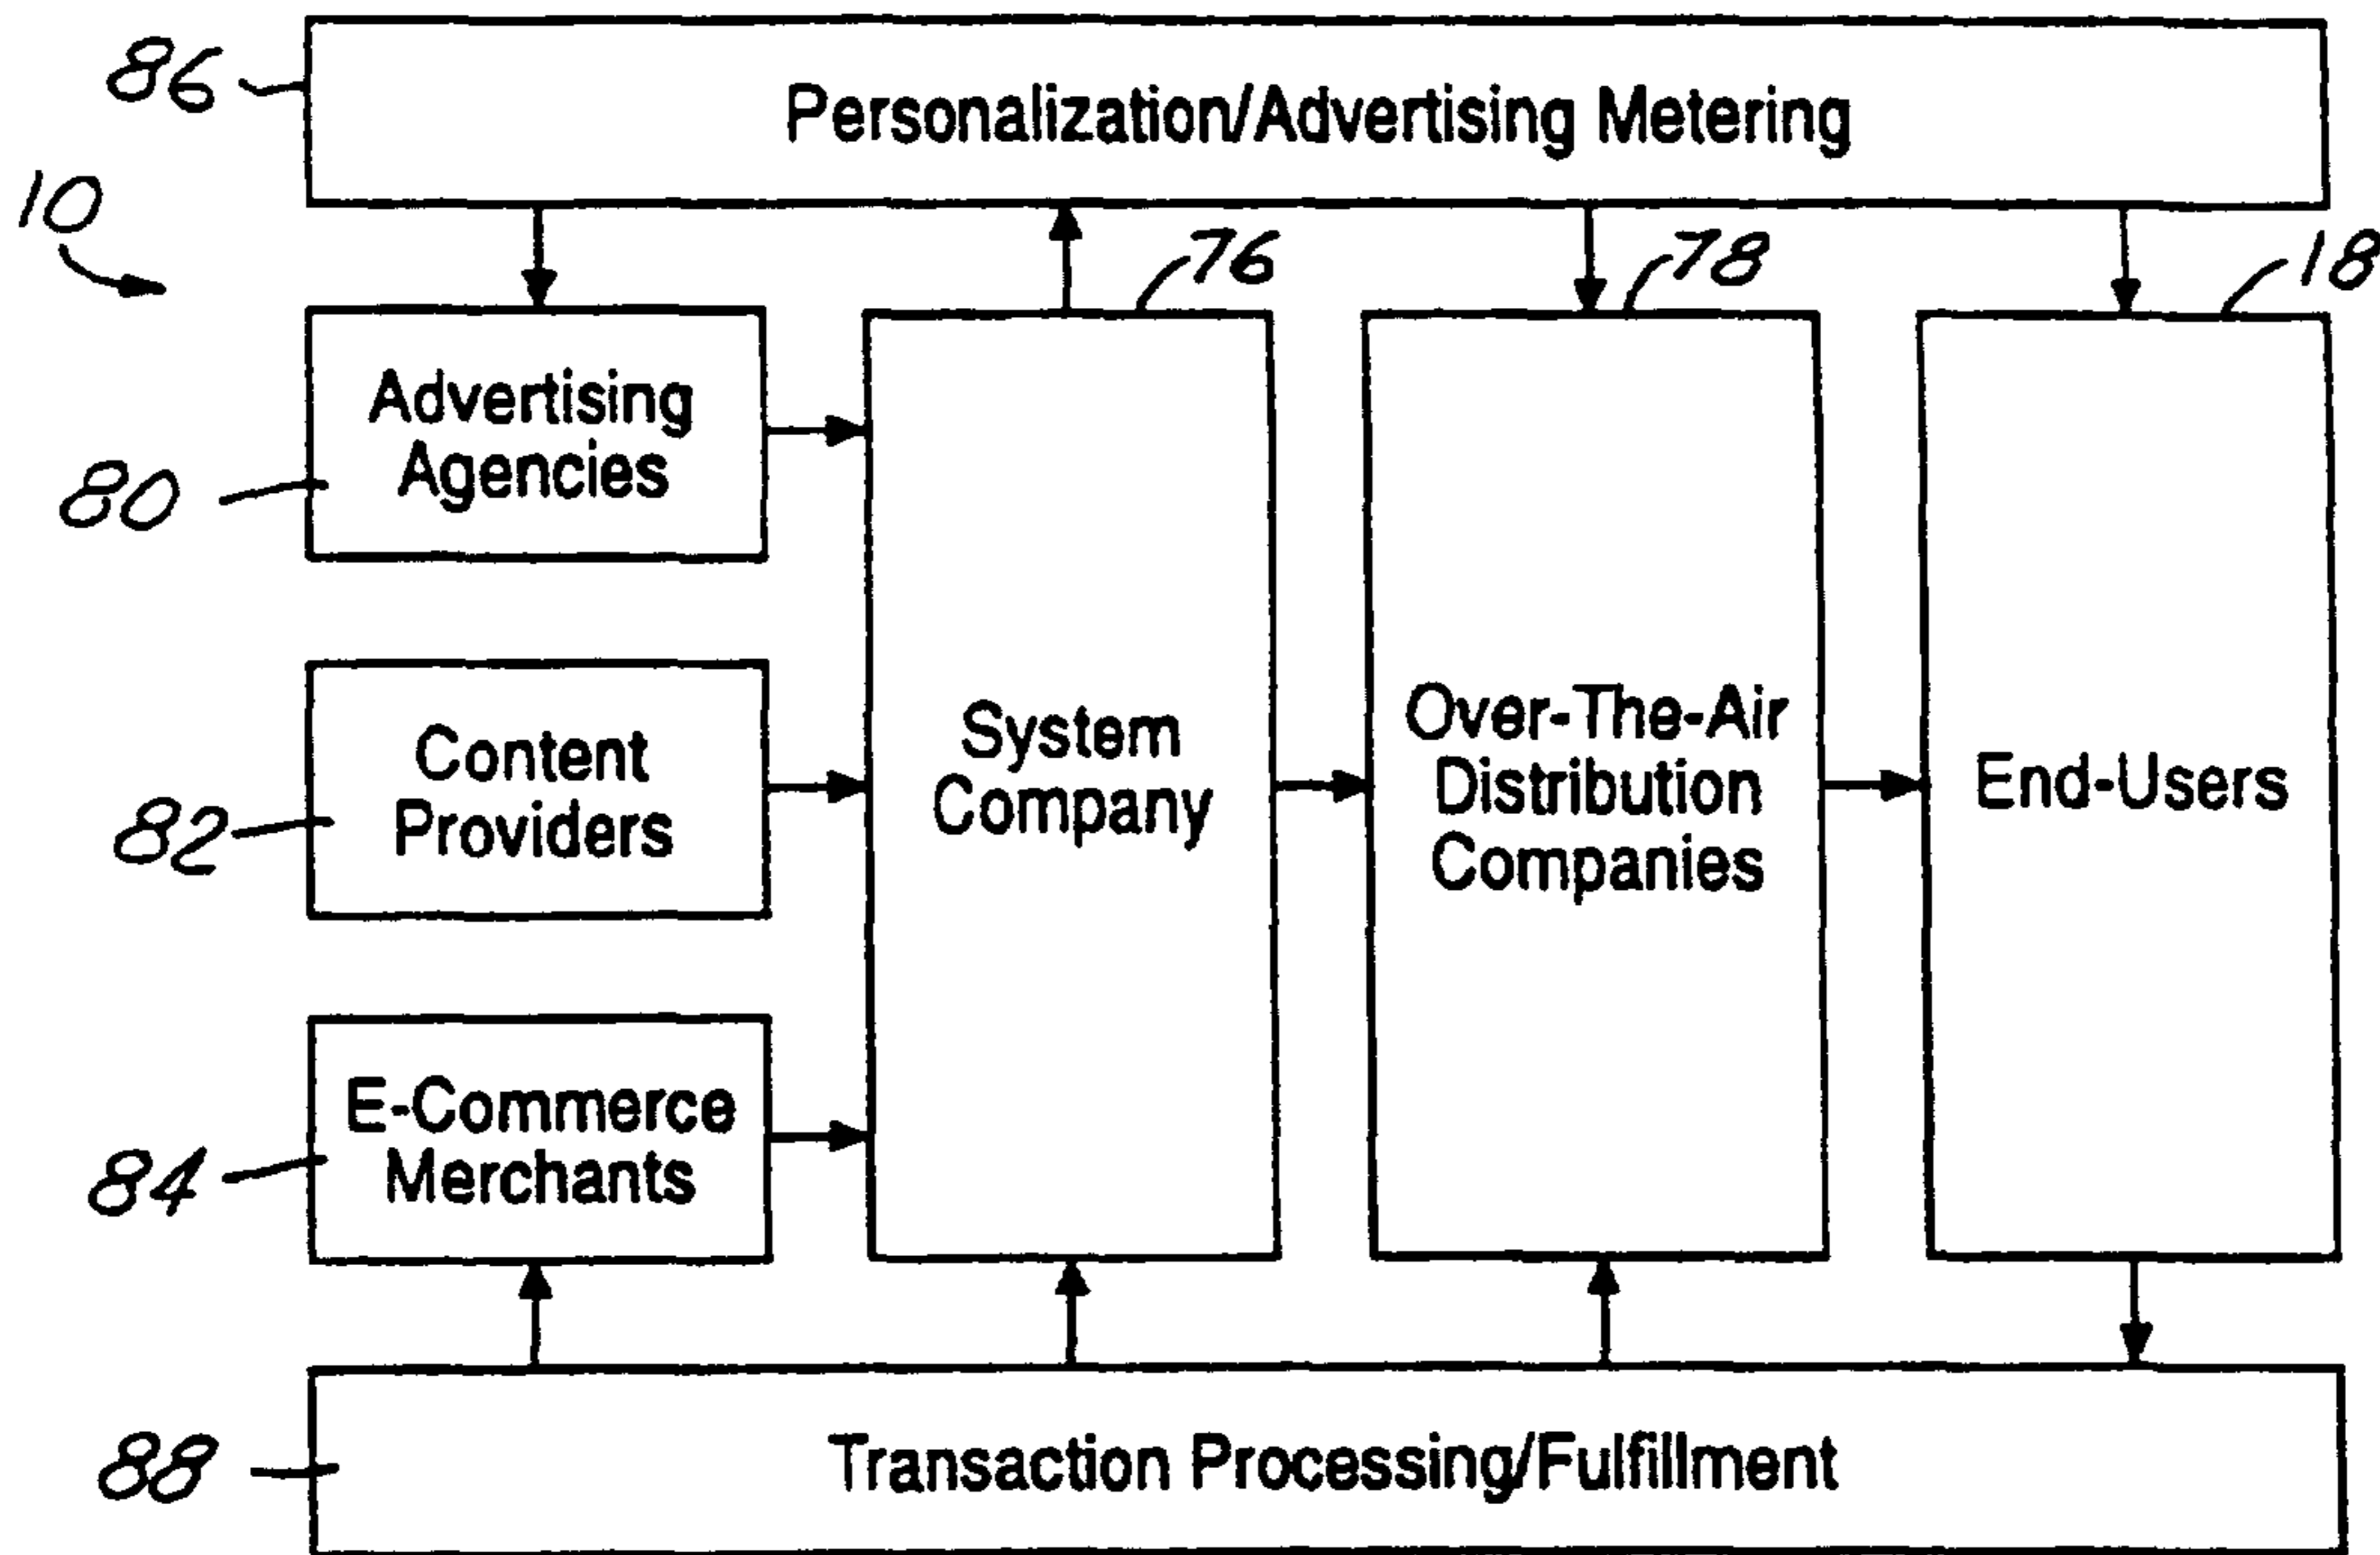 86
Personalization/Advertising Metering
10
76
78
18
Advertising
Agencies
80
Content
Providers
82
System
Company
Over-The-Air
Distribution
Companies
End-Users
E-Commerce
Merchants
84
Transaction Processing/Fulfillment
88